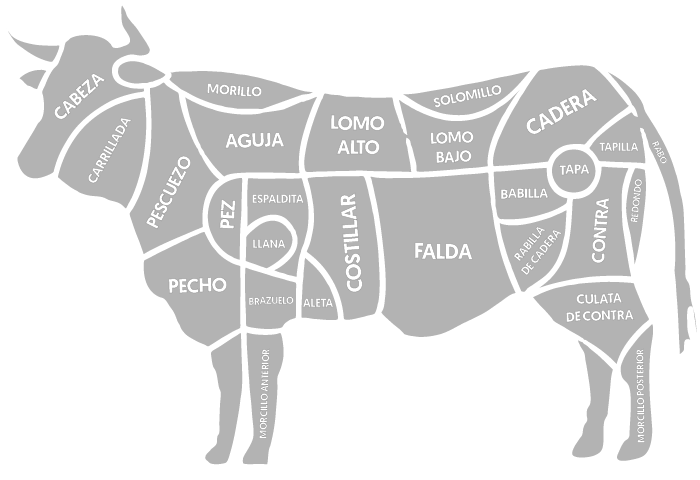 CABEZA
CARRILLADA
MORILLO
SOLOMILLO
CADERA
AGUJA
LOMO
ALTO
LOMO
BAJO
TAPILLA
RABO
PESCUEZO
TAPA
PEZ
ESPALDITA
COSTILLAR
BABILLA
REDONDO
LLANA
FALDA
RABILLA
DE CADERA
CONTRA
PECHO
BRAZUELO
ALETA
CULATA
DE CONTRA
MORCILLO ANTERIOR
MORCILLO POSTERIOR